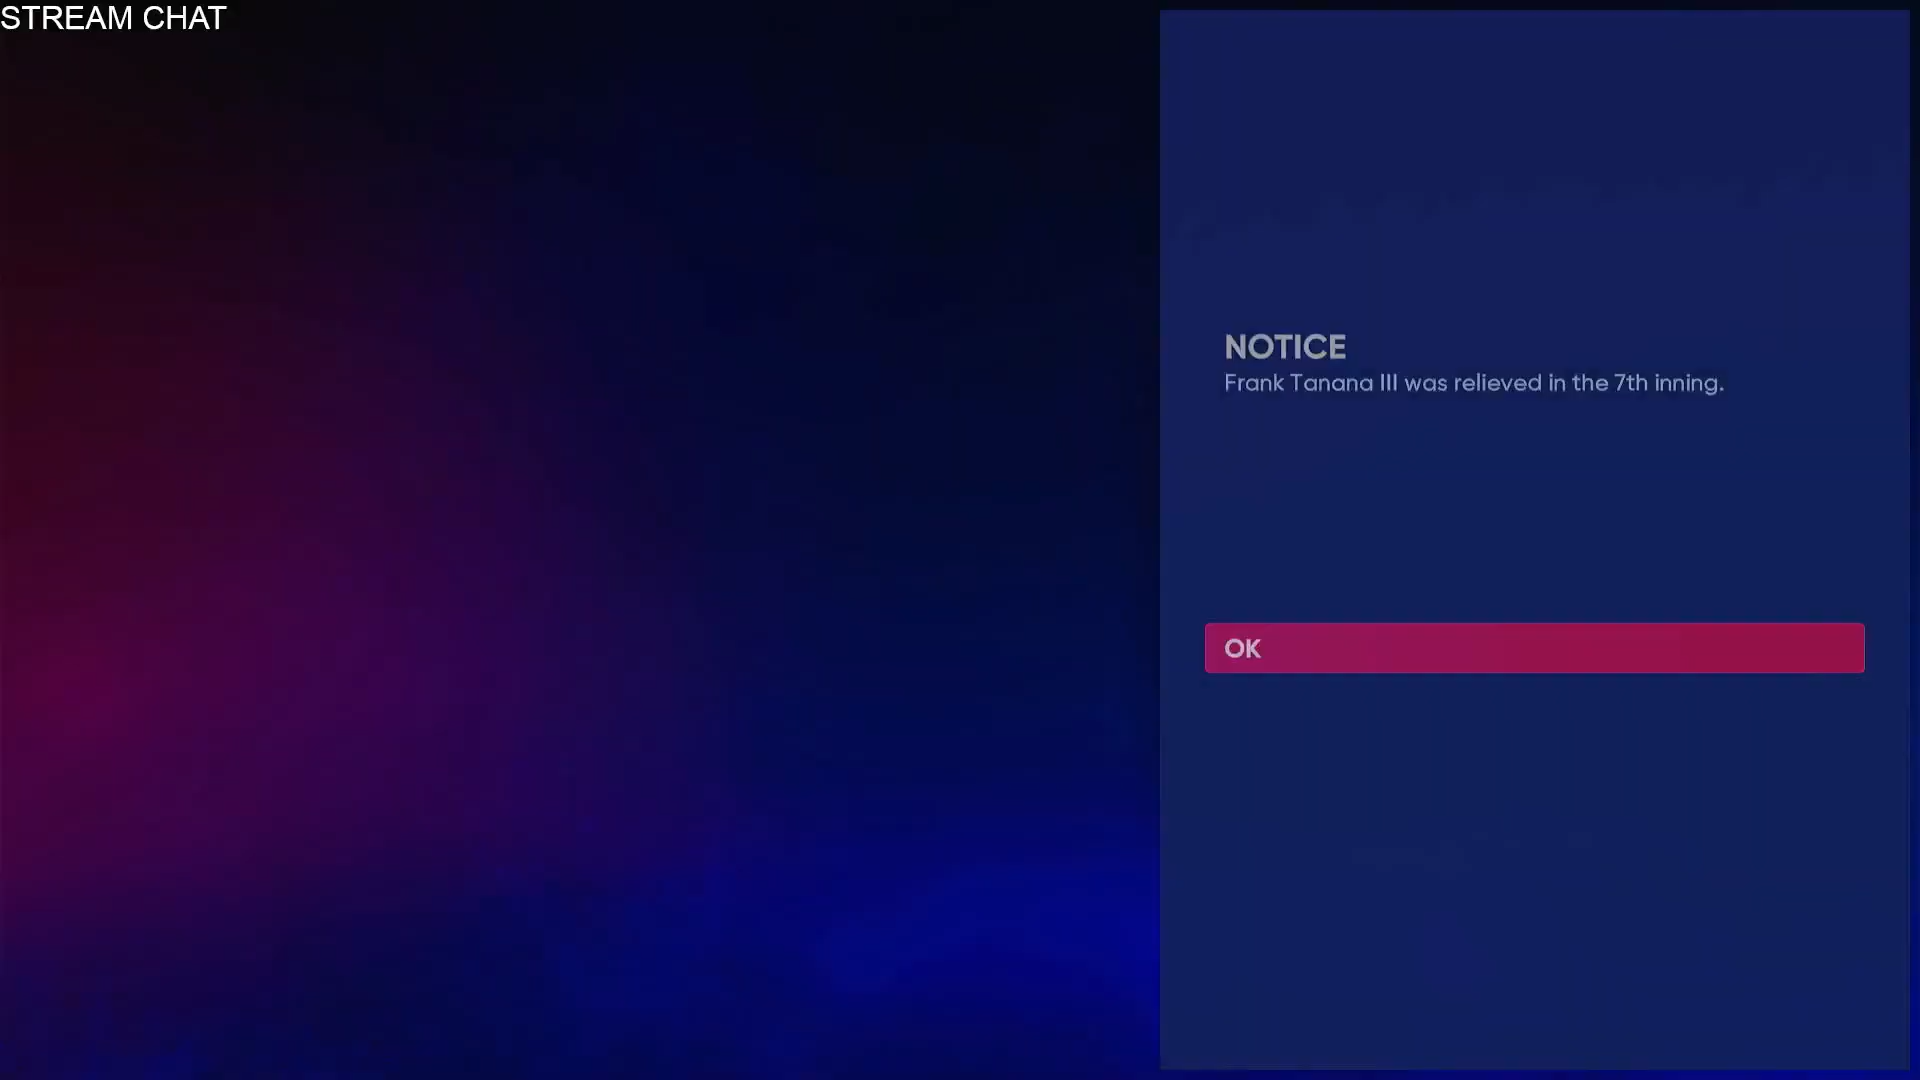 STREAM CHAT
NOTICE
Frank Tanana III was relieved in the 7th inning.
OK